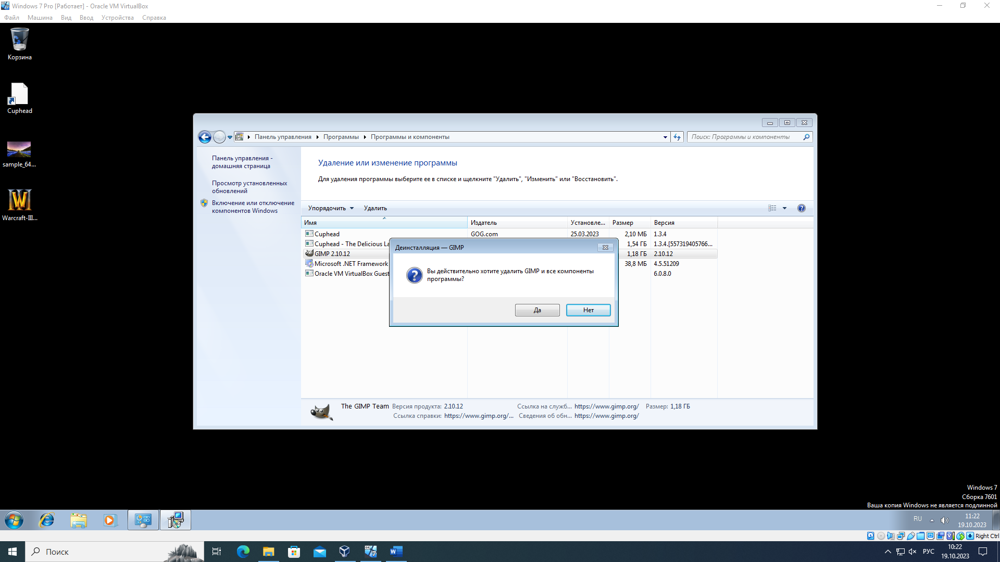 Windows 7 Pro [Работает] - Oracle VM VirtualBox
Файл Машина Вид Ввод Устройства Справка
Корзина
Cuphead
sample_64...
Warcraft-III...
Панель управления Программы Программы и компоненты
Поиск: Программы и компоненты
Панель управления -
домашняя страница
Просмотр установленных
обновлений
Включение или отключение
компонентов Windows
Удаление или изменение программы
Для удаления программы выберите ее в списке и щелкните "Удалить", "Изменить" или "Восстановить".
Упорядочить Удалить
Имя Издатель Установле... Размер Версия
Cuphead GOG.com 25.03.2023 2,10 МБ 1.3.4
Cuphead - The Delicious La 1,54 ГБ 1.3.4.[557319405766...
GIMP 2.10.12 1,18 ГБ 2.10.12
Microsoft .NET Framework 38,8 МБ 4.5.51209
Oracle VM VirtualBox Guest 6.0.8.0
Деинсталляция — GIMP
Вы действительно хотите удалить GIMP и все компоненты
программы?
Да Нет
The GIMP Team Версия продукта: 2.10.12 Ссылка на служб... https://www.gimp.org/ Размер: 1,18 ГБ
Ссылка справки: https://www.gimp.org/... Сведения об обн... https://www.gimp.org/
Windows 7
Сборка 7601
Ваша копия Windows не является подлинной
RU
11:22
19.10.2023
Right Ctrl
Поиск
РУС
10:22
19.10.2023